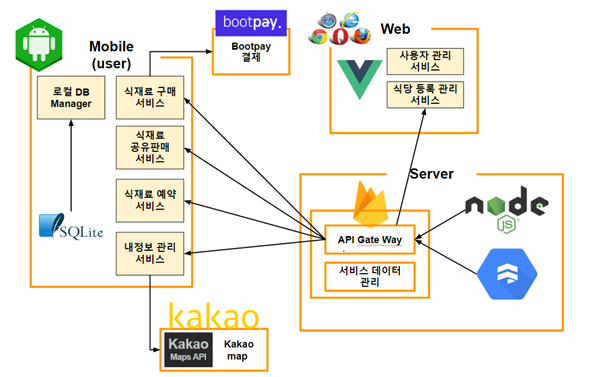 bootpay.
Bootpay
결제
Mobile
(user)
로컬 DB
Manager
식재료 구매
서비스
식재료
공유판매
서비스
식재료 예약
서비스
내정보 관리
서비스
SQLite
kakao
Kakao
Maps API
Kakao
map
Web
사용자 관리
서비스
식당 등록 관리
서비스
Server
API Gate Way
서비스 데이터
관리
node
JS